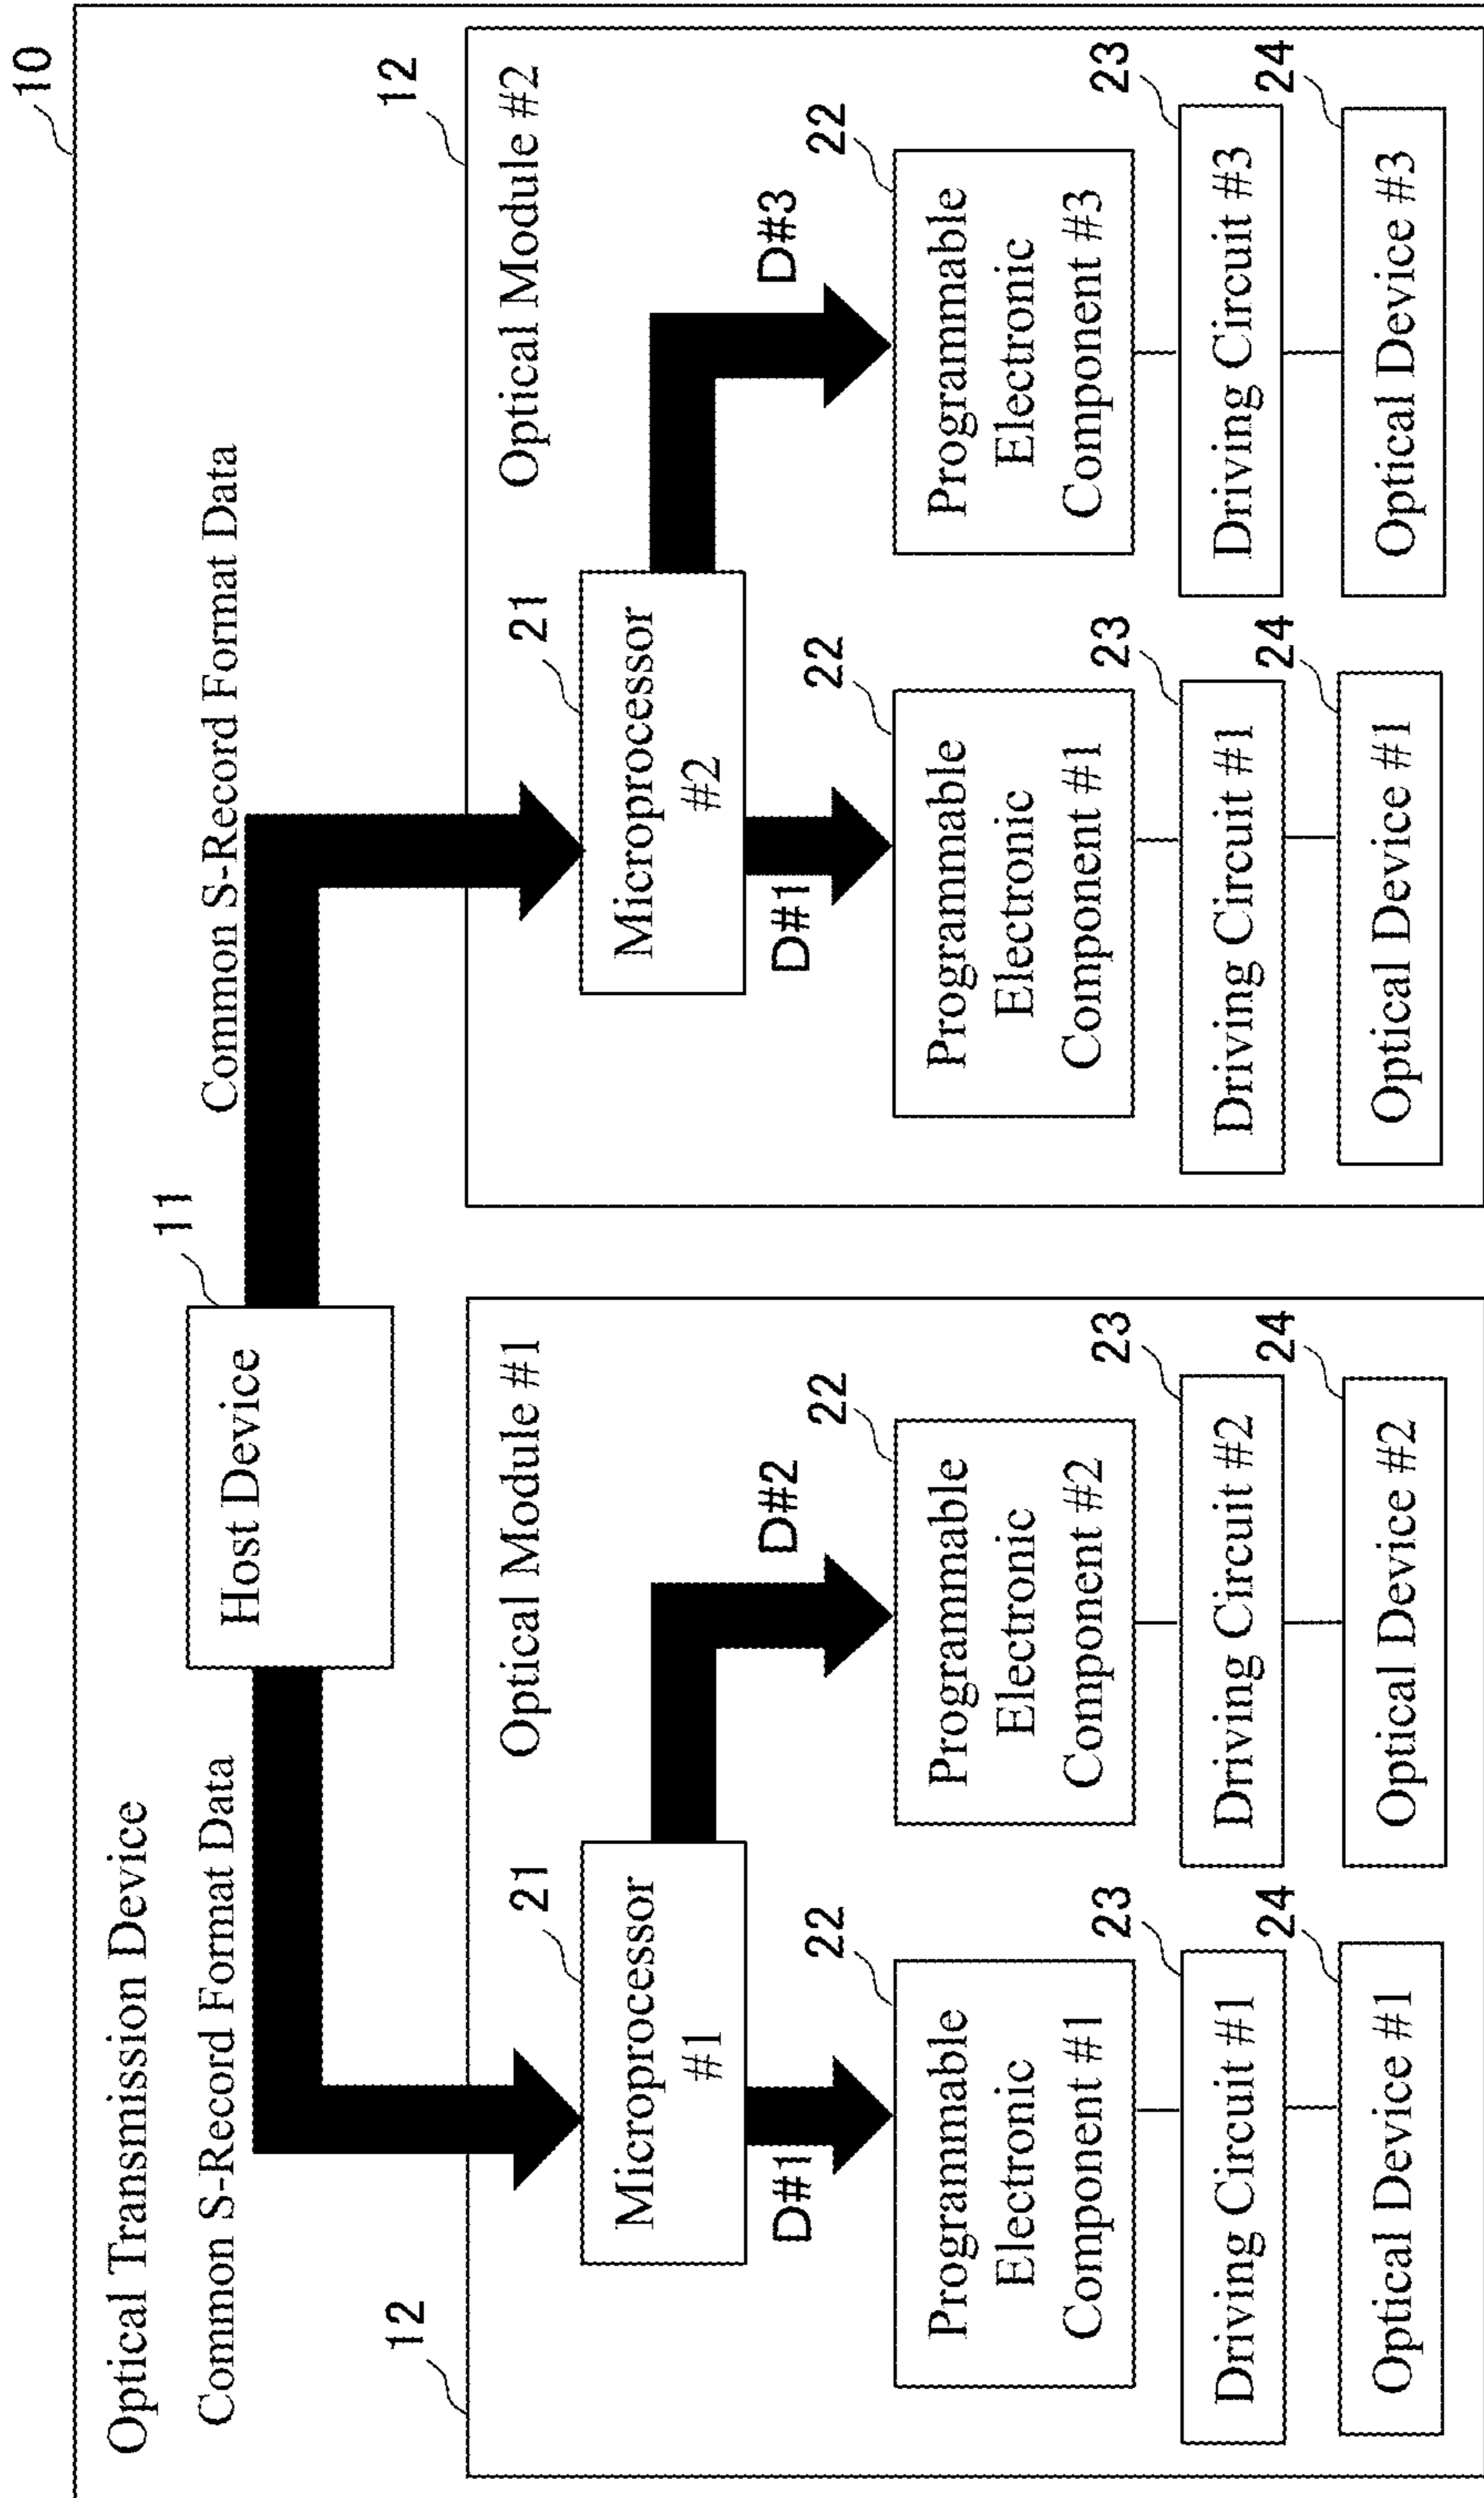 10
Optical Transmission Device
11
Host Device
Common S-Record Format Data
Common S-Record Format Data
12
Optical Module #1
21
Microprocessor
#1
D#1
D#2
22
Programmable
Electronic
Component #1
22
Programmable
Electronic
Component #2
23
Driving Circuit #1
23
Driving Circuit #2
24
Optical Device #1
24
Optical Device #2
12
Optical Module #2
21
Microprocessor
#2
D#1
D#3
22
Programmable
Electronic
Component #1
22
Programmable
Electronic
Component #3
23
Driving Circuit #1
23
Driving Circuit #3
24
Optical Device #1
24
Optical Device #3